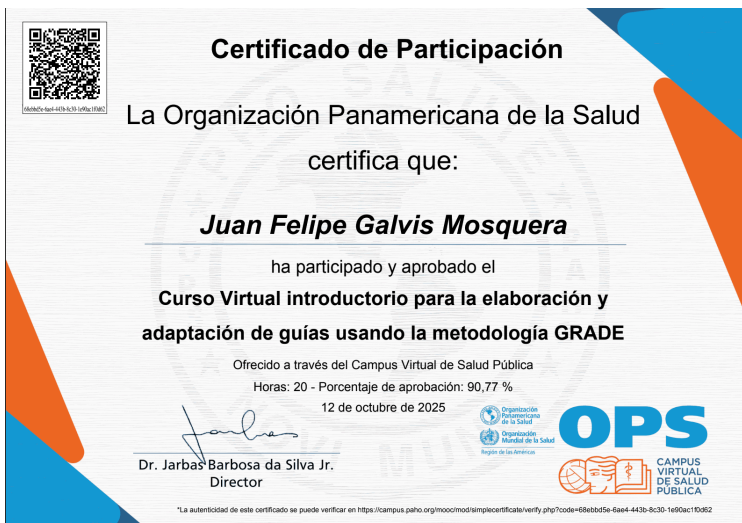 68ebbd5e-6ae4-443b-8c30-1e90ac1f0d62
Certificado de Participación
La Organización Panamericana de la Salud
certifica que:
Juan Felipe Galvis Mosquera
ha participado y aprobado el
Curso Virtual introductorio para la elaboración y
adaptación de guías usando la metodología GRADE
Ofrecido a través del Campus Virtual de Salud Pública
Horas: 20 - Porcentaje de aprobación: 90,77 %
12 de octubre de 2025
Dr. Jarbas Barbosa da Silva Jr.
Director
Organización
Panamericana
de la Salud
Organización
Mundial de la Salud
Región de las Américas
OPS
CAMPUS
VIRTUAL
DE SALUD
PÚBLICA
*La autenticidad de este certificado se puede verificar en https://campus.paho.org/mooc/mod/simplecertificate/verify.php?code=68ebbd5e-6ae4-443b-8c30-1e90ac1f0d62